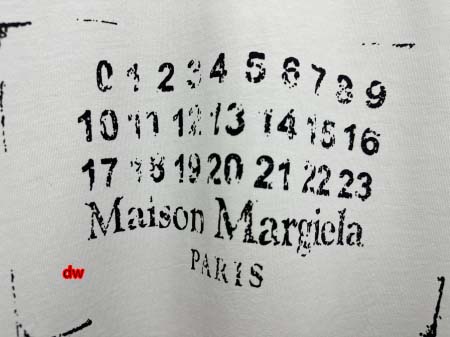 0 1 2 3 4 5 6 7 8 9
10 11 12 13 14 15 16
17 18 19 20 21 22 23
Maison Margiela
PARIS
dw